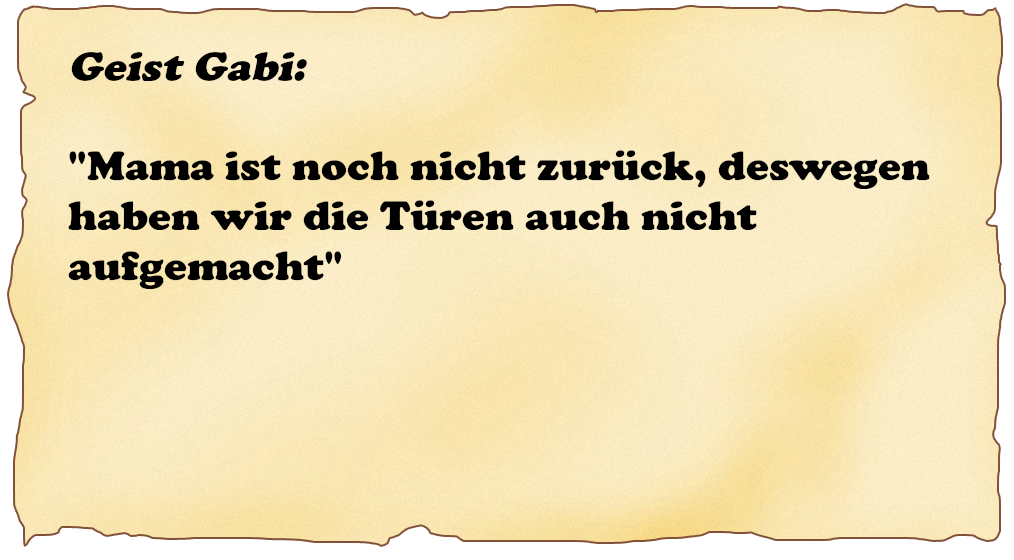 Geist Gabi:
"Mama ist noch nicht zurück, deswegen
haben wir die Türen auch nicht
aufgemacht"